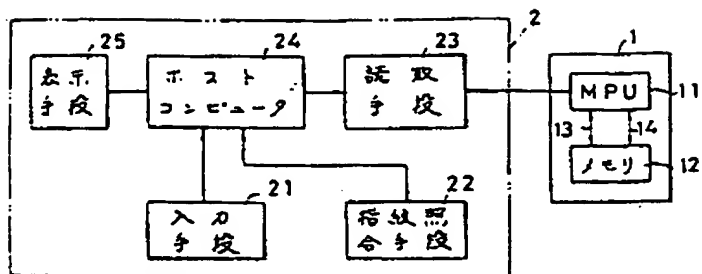 25
24
23
2
1
表示
手段
ホスト
コンピュータ
読取
手段
MPU
11
13
14
メモリ
12
21
22
入力
手段
指紋照
合手段